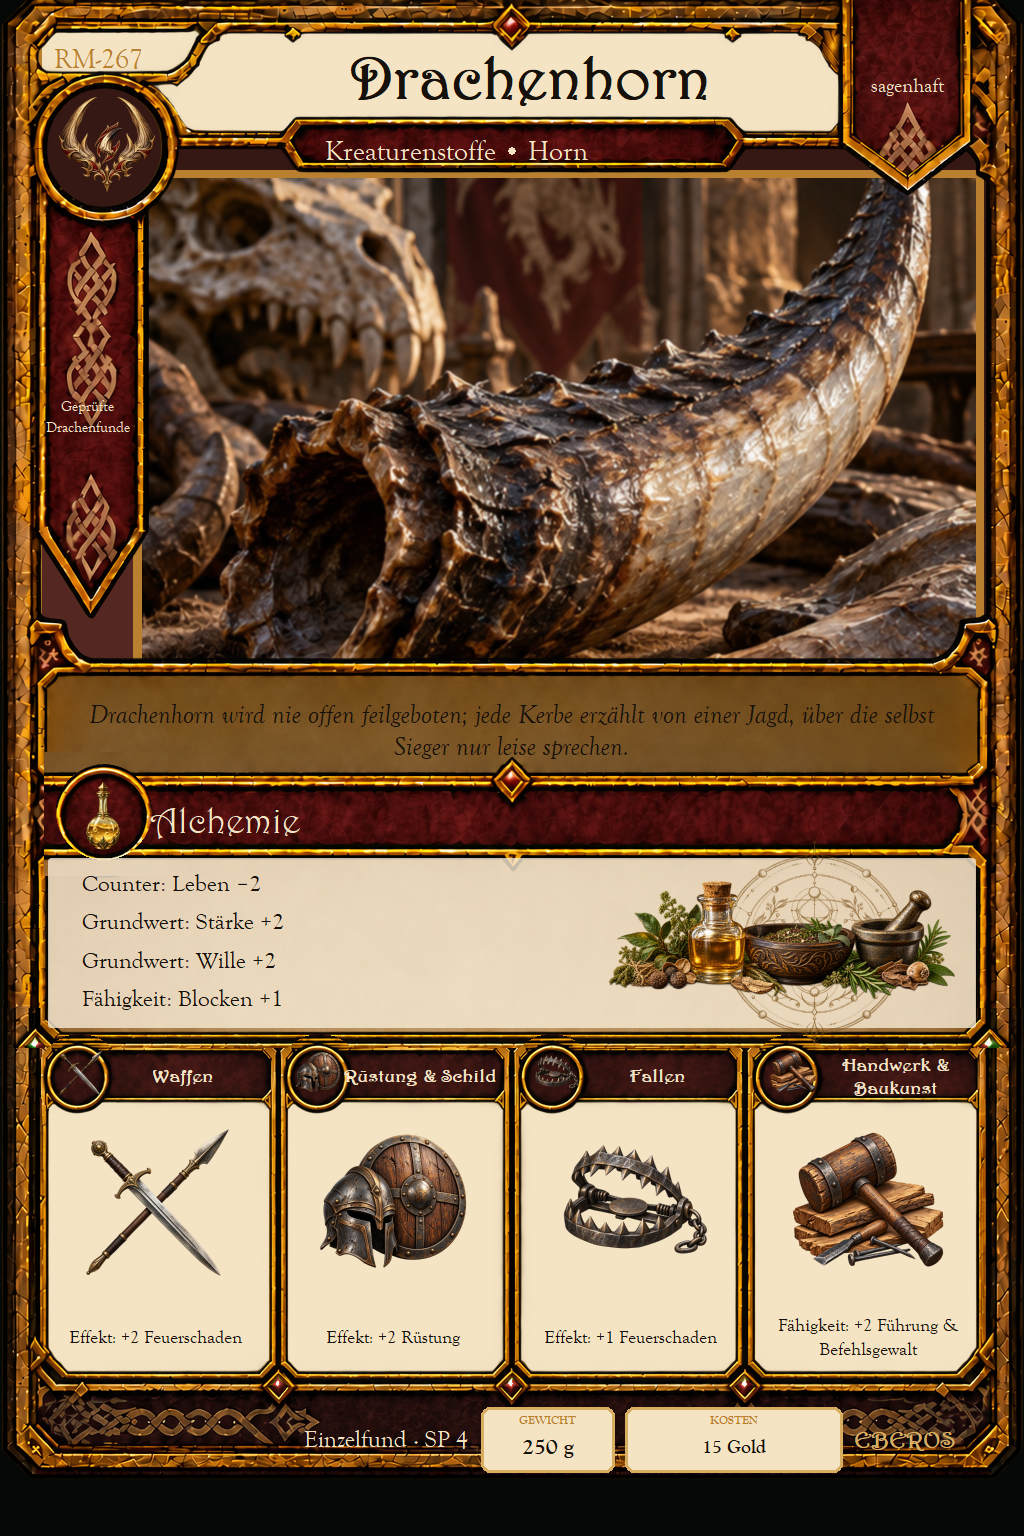 RM-267
Drachenhorn
sagenhaft
Kreaturenstoffe • Horn
Geprüfte
Drachenfunde
Drachenhorn wird nie offen feilgeboten; jede Kerbe erzählt von einer Jagd, über die selbst
Sieger nur leise sprechen.
Alchemie
Counter: Leben −2
Grundwert: Stärke +2
Grundwert: Wille +2
Fähigkeit: Blocken +1
Waffen
Rüstung & Schild
Fallen
Handwerk &
Baukunst
Effekt: +2 Feuerschaden
Effekt: +2 Rüstung
Effekt: +1 Feuerschaden
Fähigkeit: +2 Führung &
Befehlsgewalt
Einzelfund · SP 4
GEWICHT
250 g
KOSTEN
15 Gold
EBEROS